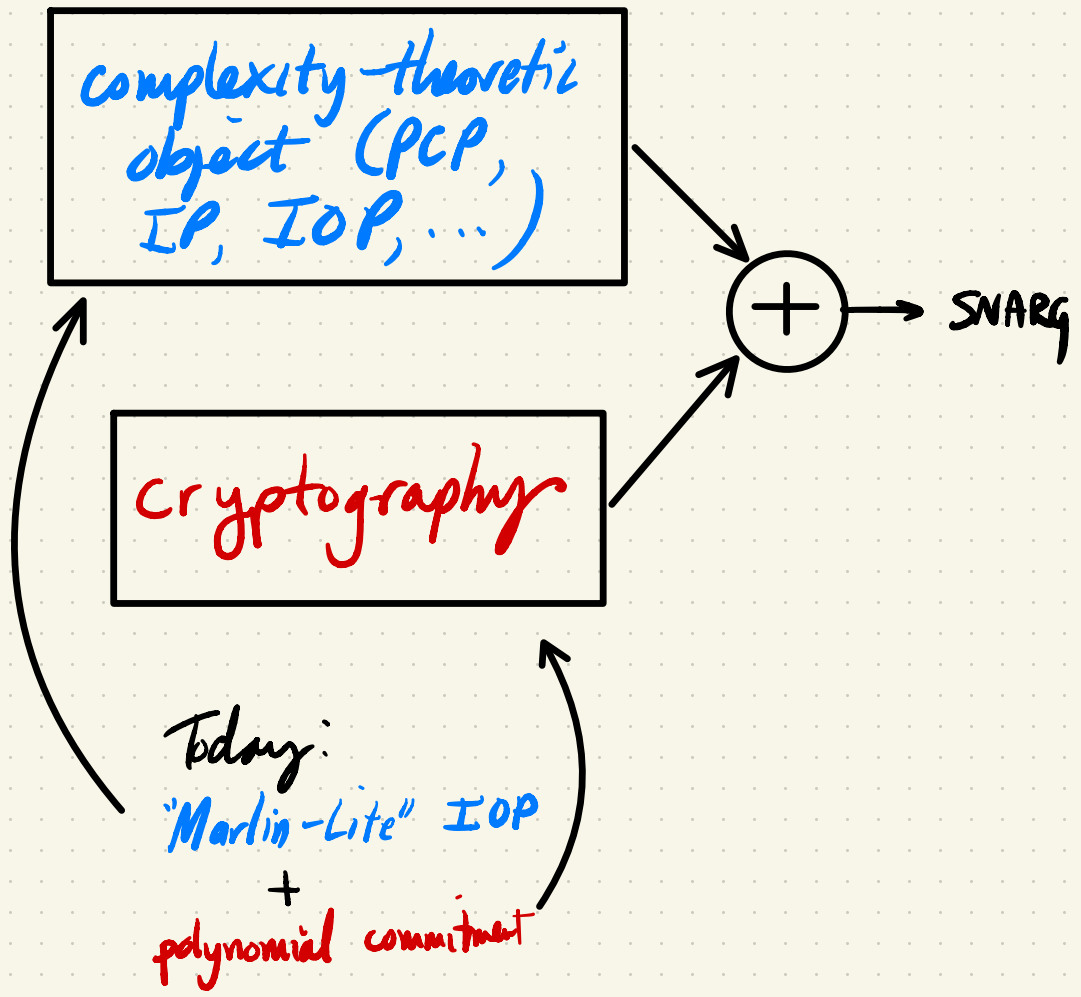 complexity-theoretic
object (PCP,
IP, IOP, ...)
+
SNARG
cryptography
Today:
"Marlin-Lite" IOP
+
polynomial commitment